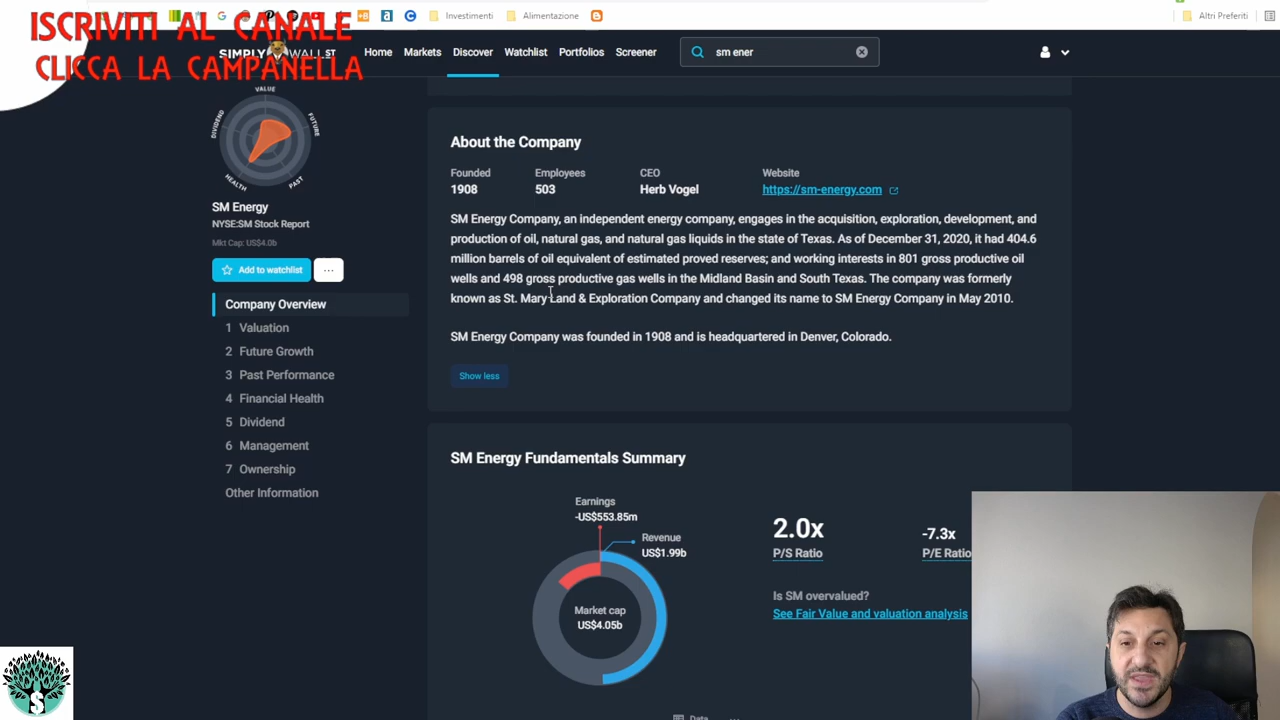 Investimenti
Alimentazione
Altri Preferiti
ISCRIVITI AL CANALE
CLICCA LA CAMPANELLA
SIMPLY WALL ST
Home
Markets
Discover
Watchlist
Portfolios
Screener
sm ener
VALUE
FUTURE
PAST
HEALTH
DIVIDEND
SM Energy
NYSE:SM Stock Report
Mkt Cap: US$4.0b
Add to watchlist
...
Company Overview
1 Valuation
2 Future Growth
3 Past Performance
4 Financial Health
5 Dividend
6 Management
7 Ownership
Other Information
About the Company
Founded
1908
Employees
503
CEO
Herb Vogel
Website
https://sm-energy.com
SM Energy Company, an independent energy company, engages in the acquisition, exploration, development, and
production of oil, natural gas, and natural gas liquids in the state of Texas. As of December 31, 2020, it had 404.6
million barrels of oil equivalent of estimated proved reserves; and working interests in 801 gross productive oil
wells and 498 gross productive gas wells in the Midland Basin and South Texas. The company was formerly
known as St. Mary Land & Exploration Company and changed its name to SM Energy Company in May 2010.
SM Energy Company was founded in 1908 and is headquartered in Denver, Colorado.
Show less
SM Energy Fundamentals Summary
Earnings
-US$553.85m
Revenue
US$1.99b
Market cap
US$4.05b
2.0x
P/S Ratio
-7.3x
P/E Ratio
Is SM overvalued?
See Fair Value and valuation analysis
Data
$